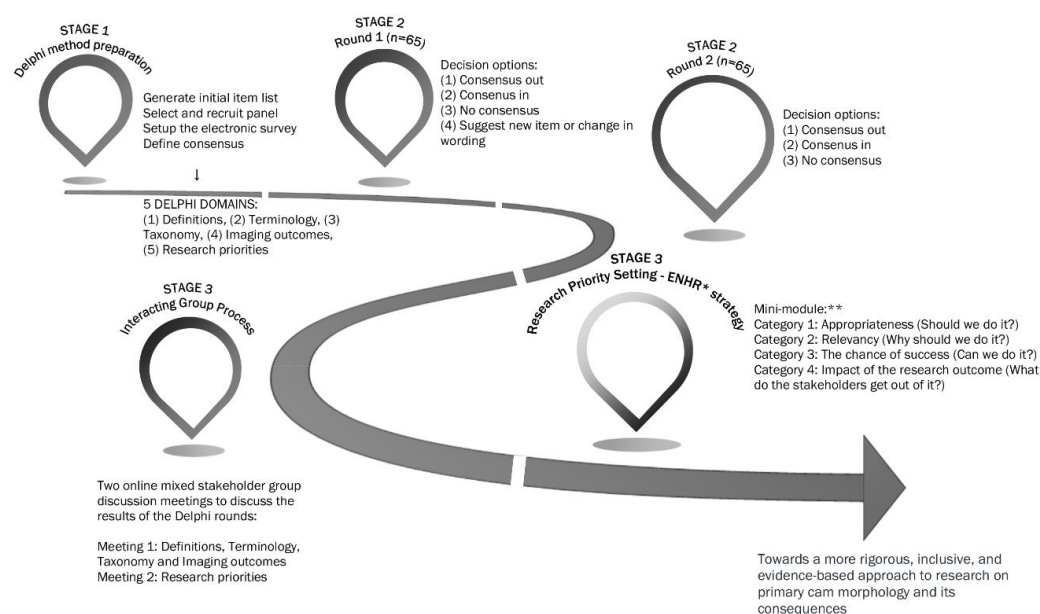 STAGE 1
Delphi method preparation
Generate initial item list
Select and recruit panel
Setup the electronic survey
Define consensus
↓
5 DELPHI DOMAINS:
(1) Definitions, (2) Terminology, (3)
Taxonomy, (4) Imaging outcomes,
(5) Research priorities
STAGE 2
Round 1 (n=65)
Decision options:
(1) Consensus out
(2) Consenus in
(3) No consensus
(4) Suggest new item or change in
wording
STAGE 2
Round 2 (n=65)
Decision options:
(1) Consensus out
(2) Consenus in
(3) No consensus
STAGE 3
Interacting Group Process
Two online mixed stakeholder group
discussion meetings to discuss the
results of the Delphi rounds:
Meeting 1: Definitions, Terminology,
Taxonomy and Imaging outcomes
Meeting 2: Research priorities
STAGE 3
Research Priority Setting - ENHR* strategy
Mini-module:**
Category 1: Appropriateness (Should we do it?)
Category 2: Relevancy (Why should we do it?)
Category 3: The chance of success (Can we do it?)
Category 4: Impact of the research outcome (What
do the stakeholders get out of it?)
Towards a more rigorous, inclusive, and
evidence-based approach to research on
primary cam morphology and its
consequences